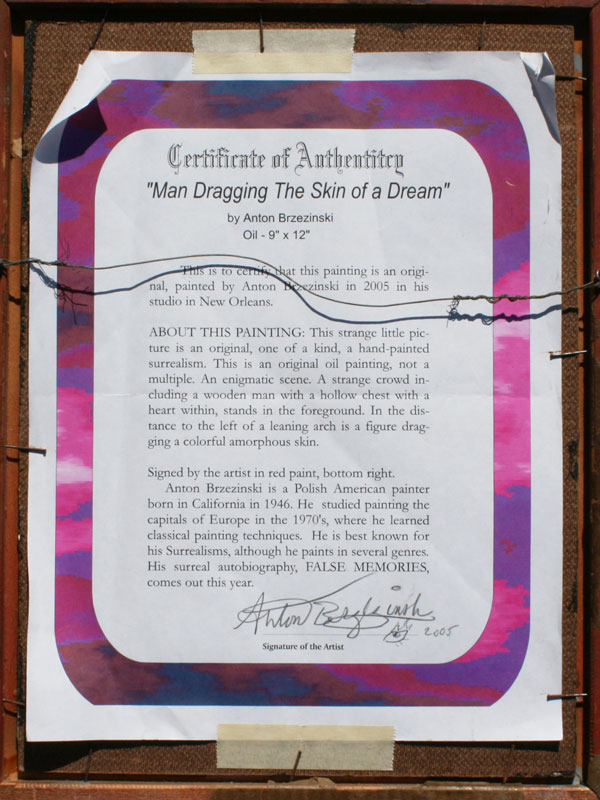 Certificate of Authentitcy
"Man Dragging The Skin of a Dream"
by Anton Brzezinski
Oil - 9" x 12"
This is to certify that this painting is an origi-
nal, painted by Anton Brzezinski in 2005 in his
studio in New Orleans.
ABOUT THIS PAINTING: This strange little pic-
ture is an original, one of a kind, a hand-painted
surrealism. This is an original oil painting, not a
multiple. An enigmatic scene. A strange crowd in-
cluding a wooden man with a hollow chest with a
heart within, stands in the foreground. In the dis-
tance to the left of a leaning arch is a figure drag-
ging a colorful amorphous skin.
Signed by the artist in red paint, bottom right.
Anton Brzezinski is a Polish American painter
born in California in 1946. He studied painting the
capitals of Europe in the 1970's, where he learned
classical painting techniques. He is best known for
his Surrealisms, although he paints in several genres.
His surreal autobiography, FALSE MEMORIES,
comes out this year.
Anton Brzezinski
2005
Signature of the Artist